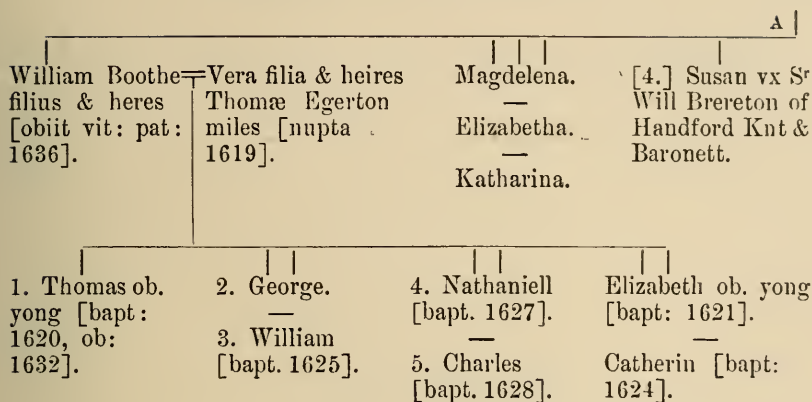 A
William Boothe=Vera filia & heires
filius & heres Thomæ Egerton
[obiit vit: pat: miles [nupta
1636]. 1619].
Magdelena.
—
Elizabetha.
—
Katharina.
[4.] Susan vx Sʳ
Will Brereton of
Handford Knt &
Baronett.
1. Thomas ob.
yong [bapt:
1620, ob:
1632].
2. George.
—
3. William
[bapt. 1625].
4. Nathaniell
[bapt. 1627].
—
5. Charles
[bapt. 1628].
Elizabeth ob. yong
[bapt: 1621].
—
Catherin [bapt:
1624].